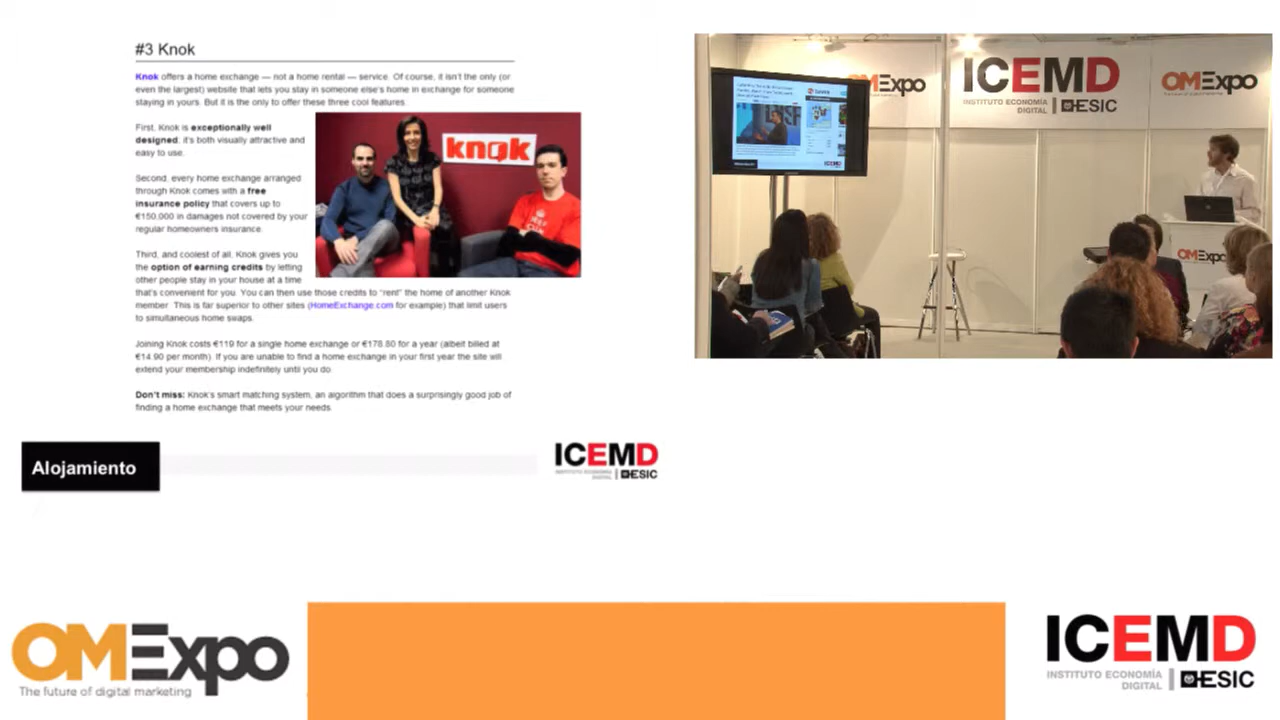 #3 Knok
Knok offers a home exchange — not a home rental — service. Of course, it isn't the only (or
even the largest) website that lets you stay in someone else's home in exchange for someone
staying in yours. But it is the only to offer these three cool features.
First, Knok is exceptionally well
designed, it's both visually attractive and
easy to use.
Second, every home exchange arranged
through Knok comes with a free
insurance policy that covers up to
€150,000 in damages not covered by your
regular homeowners insurance.
Third, and coolest of all, Knok gives you
the option of earning credits by letting
other people stay in your house at a time
that's convenient for you. You can then use those credits to "rent" the home of another Knok
member. This is far superior to other sites (HomeExchange.com for example) that limit users
to simultaneous home swaps.
Joining Knok costs €119 for a single home exchange or €178.80 for a year (albeit billed at
€14.90 per month). If you are unable to find a home exchange in your first year the site will
extend your membership indefinitely until you do.
Don't miss: Knok's smart matching system, an algorithm that does a surprisingly good job of
finding a home exchange that meets your needs.
knok
Alojamiento
ICEMD
INSTITUTO ECONOMÍA
DIGITAL
ESIC
OMExpo
ICEMD
INSTITUTO ECONOMÍA
DIGITAL
ESIC
OMExpo
OMExpo
OMExpo
The future of digital marketing
ICEMD
INSTITUTO ECONOMÍA
DIGITAL
ESIC